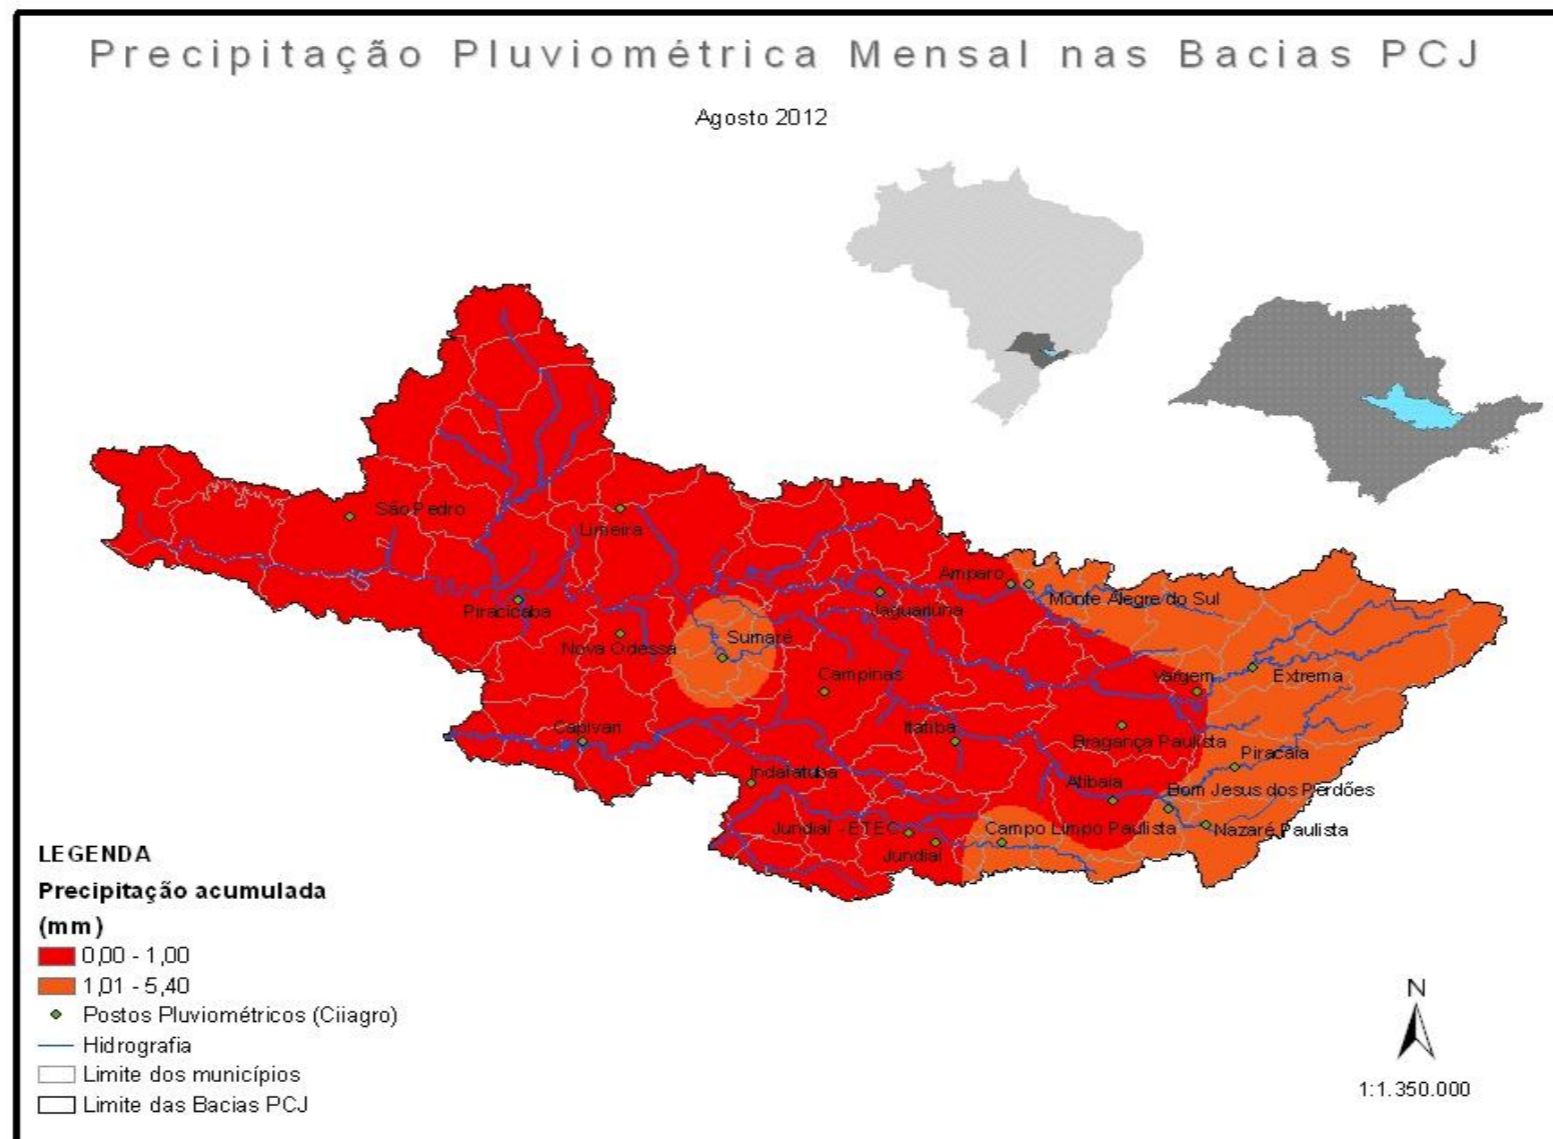 Precipitação Pluviométrica Mensal nas Bacias PCJ
Agosto 2012
São Pedro
Limeira
Amparo
Monte Alegre do Sul
Piracicaba
Jaguariúna
Nova Odessa
Sumaré
Campinas
Vargem
Extrema
Capivari
Itatiba
Bragança Paulista
Piracaia
Indaiatuba
Atibaia
Bom Jesus dos Perdões
Jundiaí - ETEC
Campo Limpo Paulista
Nazaré Paulista
Jundiaí
LEGENDA
Precipitação acumulada
(mm)
0,00 - 1,00
1,01 - 5,40
Postos Pluviométricos (Ciiagro)
Hidrografia
Limite dos municípios
Limite das Bacias PCJ
N
1:1.350.000